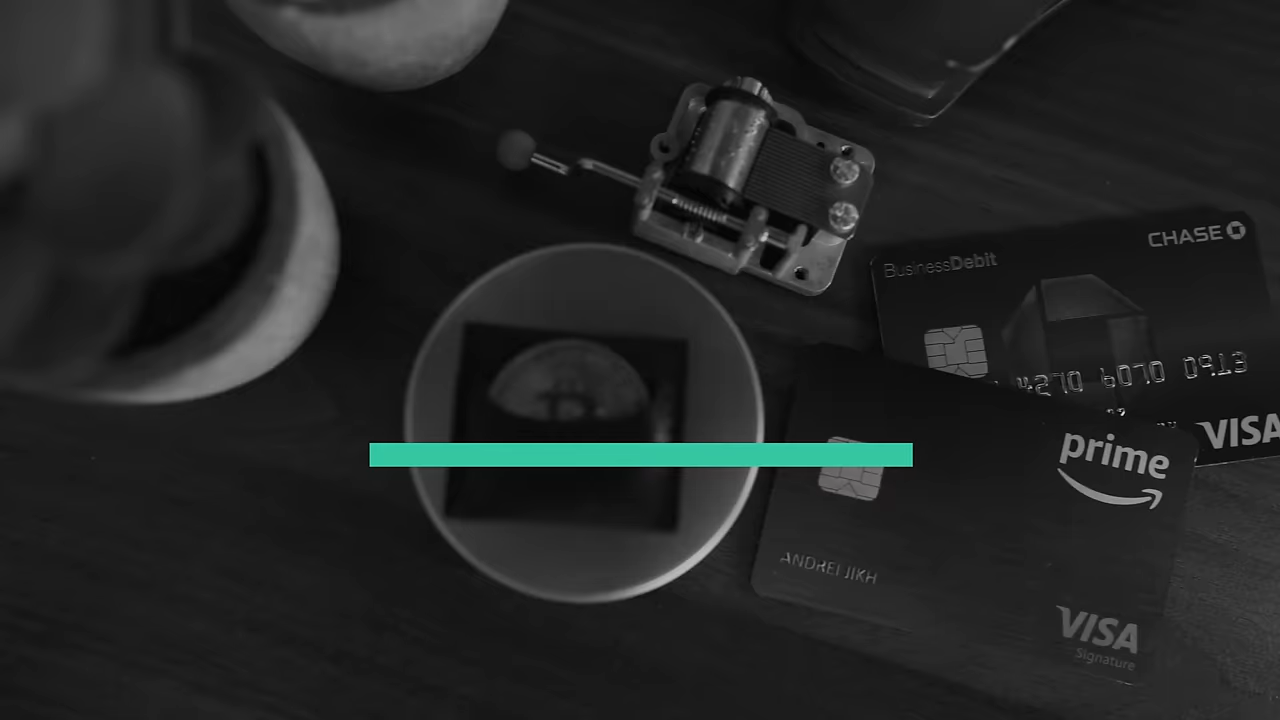 CHASE
BusinessDebit
4270 6070 0913
VISA
prime
ANDREI JIKH
VISA
Signature